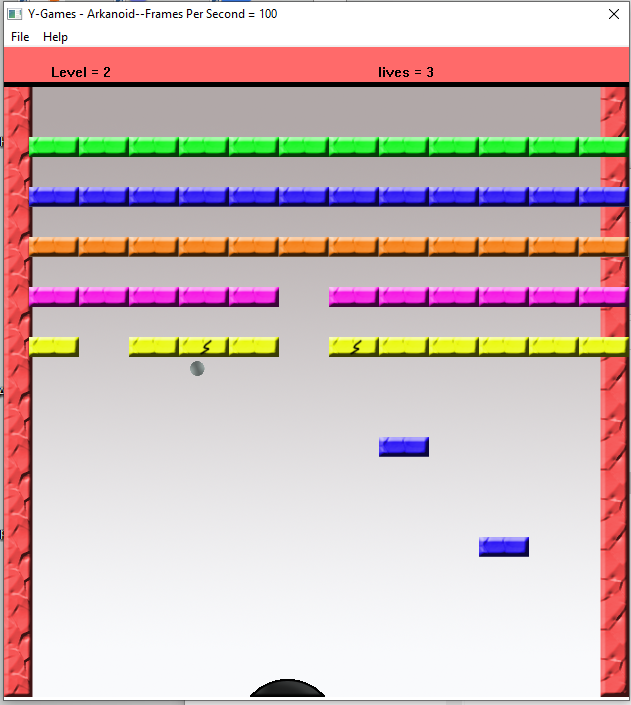 Y-Games - Arkanoid--Frames Per Second = 100
File Help
Level = 2 lives = 3